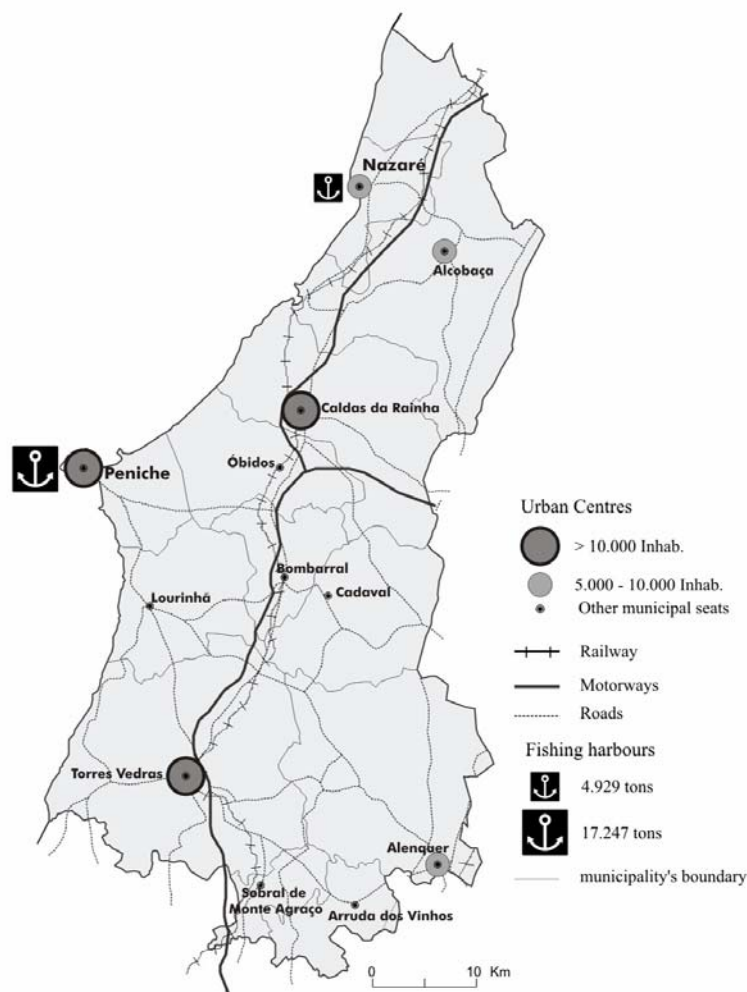 Nazaré
Alcobaça
Caldas da Rainha
Peniche
Óbidos
Bombarral
Cadaval
Lourinhã
Torres Vedras
Alenquer
Sobral de
Monte Agraço
Arruda dos Vinhos
Urban Centres
> 10.000 Inhab.
5.000 - 10.000 Inhab.
Other municipal seats
Railway
Motorways
Roads
Fishing harbours
4.929 tons
17.247 tons
municipality's boundary
0 10 Km